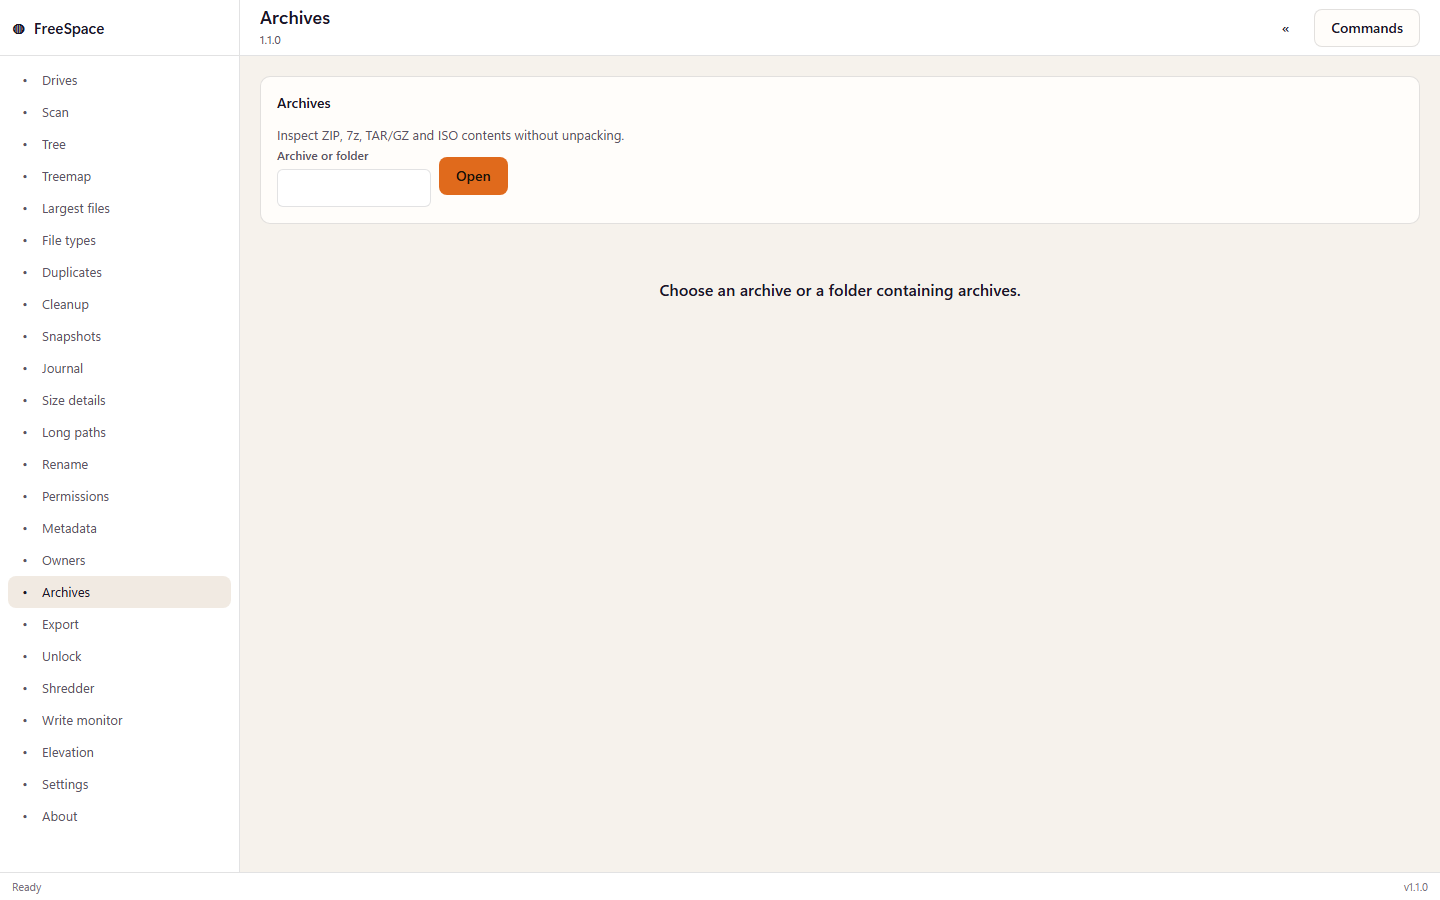 FreeSpace
Archives
1.1.0
«
Commands
• Drives
• Scan
• Tree
• Treemap
• Largest files
• File types
• Duplicates
• Cleanup
• Snapshots
• Journal
• Size details
• Long paths
• Rename
• Permissions
• Metadata
• Owners
• Archives
• Export
• Unlock
• Shredder
• Write monitor
• Elevation
• Settings
• About
Archives
Inspect ZIP, 7z, TAR/GZ and ISO contents without unpacking.
Archive or folder
Open
Choose an archive or a folder containing archives.
Ready
v1.1.0